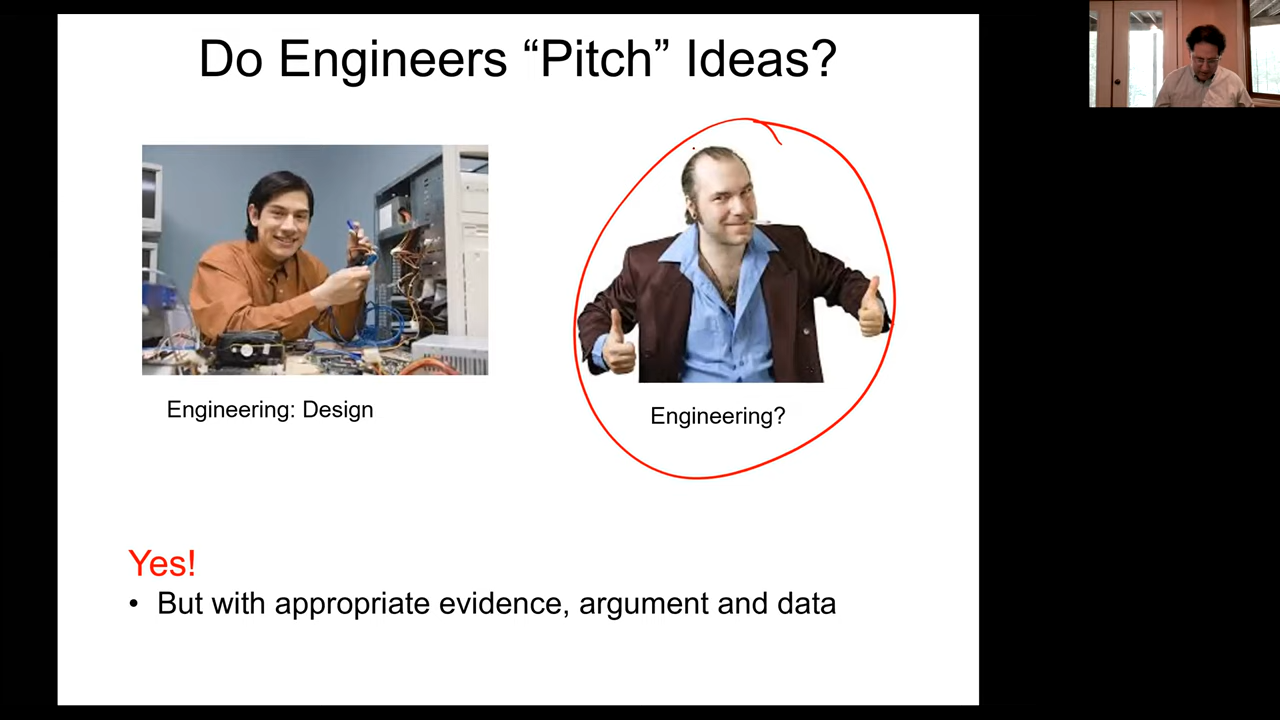 Do Engineers “Pitch” Ideas?
Engineering: Design
Engineering?
Yes!
• But with appropriate evidence, argument and data